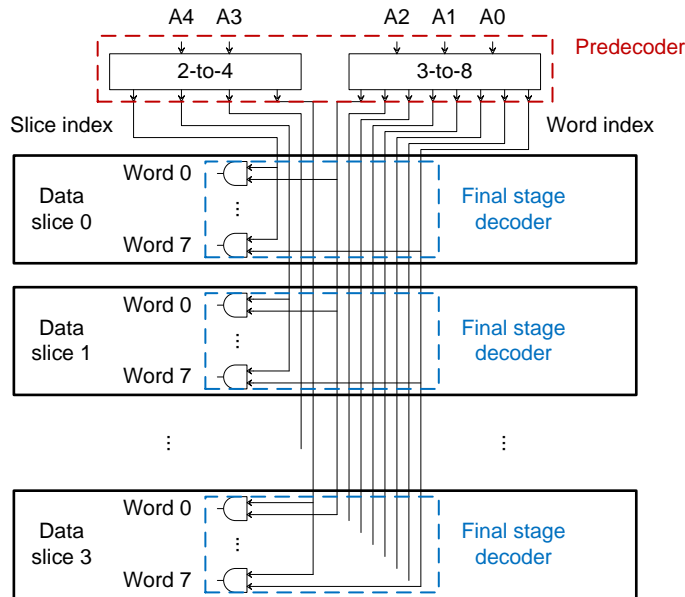 A4 A3 A2 A1 A0
Predecoder
2-to-4 3-to-8
Slice index Word index
Data
slice 0
Word 0
...
Word 7
Final stage
decoder
Data
slice 1
Word 0
...
Word 7
Final stage
decoder
... ...
Data
slice 3
Word 0
...
Word 7
Final stage
decoder